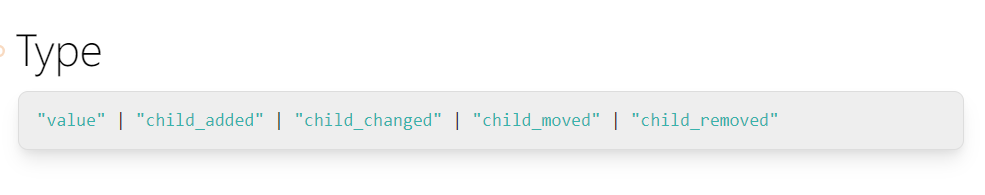 Type
"value" | "child_added" | "child_changed" | "child_moved" | "child_removed"